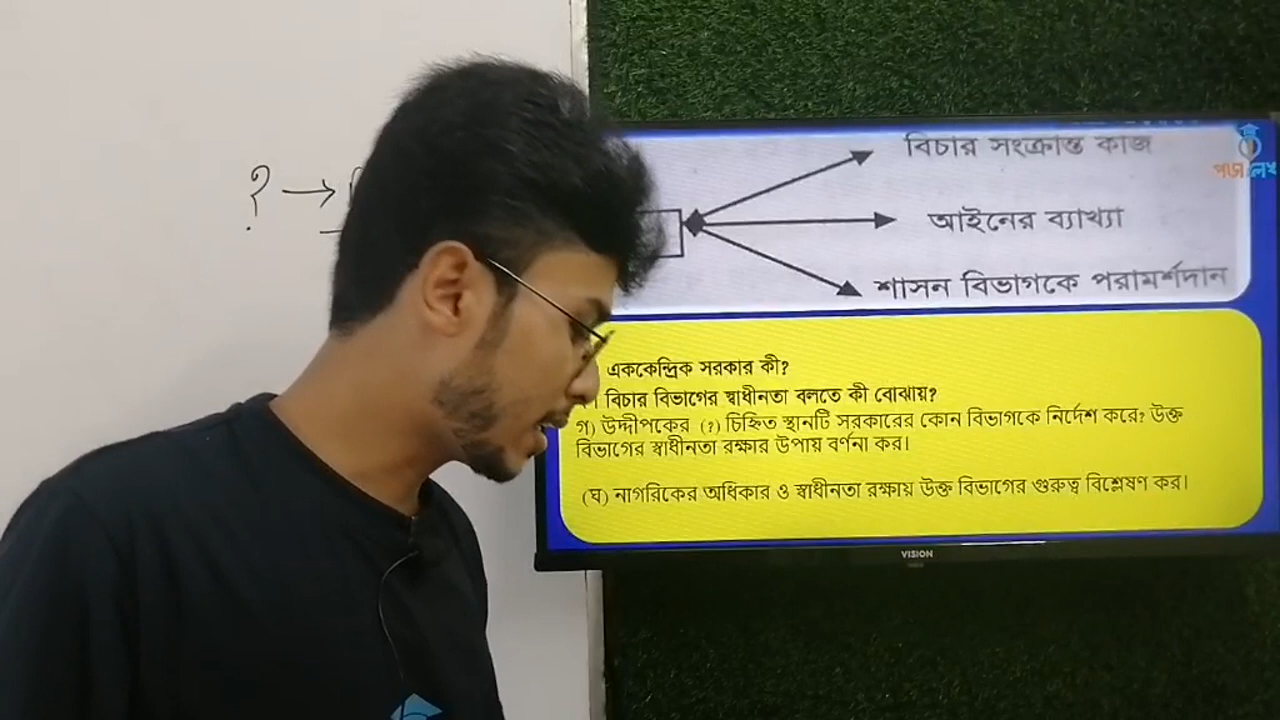 ? →
বিচার সংক্রান্ত কাজ
আইনের ব্যাখ্যা
শাসন বিভাগকে পরামর্শদান
এককেন্দ্রিক সরকার কী?
বিচার বিভাগের স্বাধীনতা বলতে কী বোঝায়?
গ) উদ্দীপকের (?) চিহ্নিত স্থানটি সরকারের কোন বিভাগকে নির্দেশ করে? উক্ত
বিভাগের স্বাধীনতা রক্ষার উপায় বর্ণনা কর।
(ঘ) নাগরিকের অধিকার ও স্বাধীনতা রক্ষায় উক্ত বিভাগের গুরুত্ব বিশ্লেষণ কর।
VISION